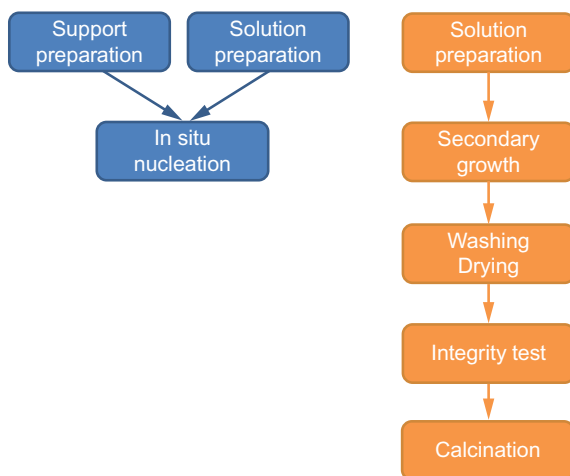 Support
preparation
Solution
preparation
In situ
nucleation
Solution
preparation
Secondary
growth
Washing
Drying
Integrity test
Calcination